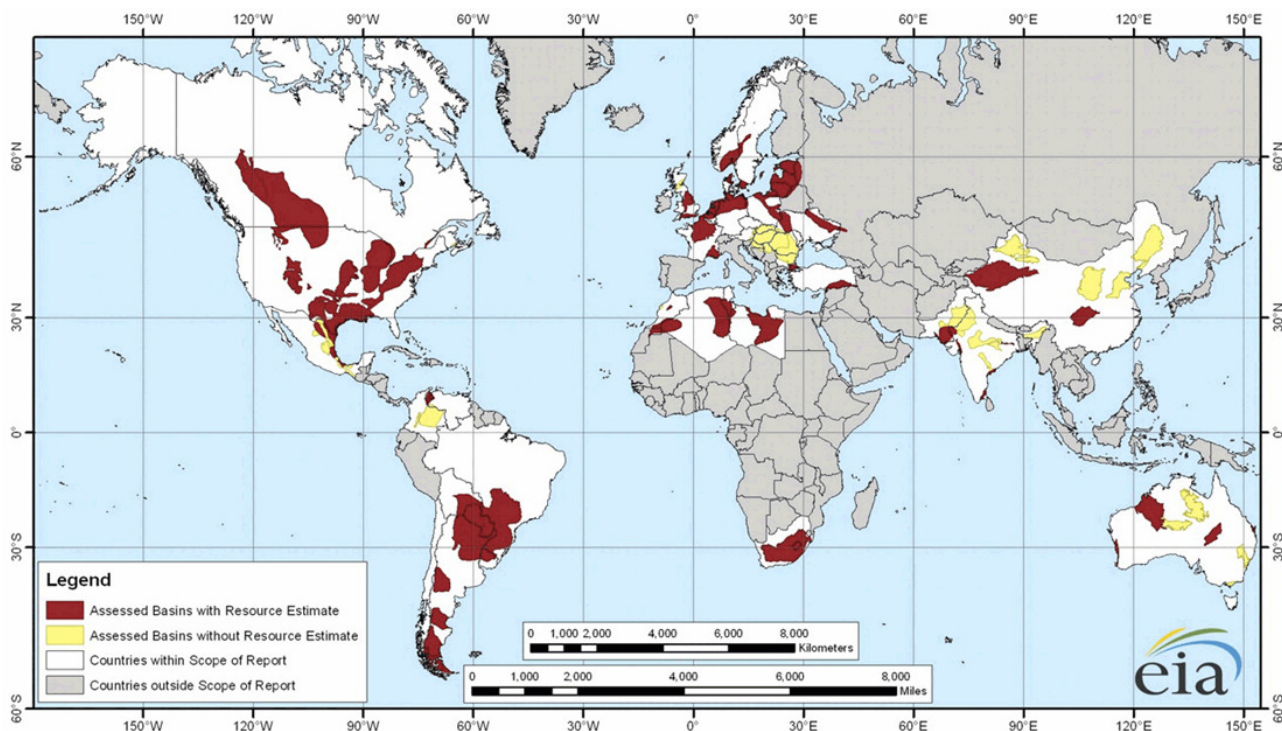 150°W 120°W 90°W 60°W 30°W 0° 30°E 60°E 90°E 120°E 150°E
60°N 60°N
30°N 30°N
0° 0°
30°S 30°S
Legend
Assessed Basins with Resource Estimate
Assessed Basins without Resource Estimate
Countries within Scope of Report
Countries outside Scope of Report
0 1,000 2,000 4,000 6,000 8,000
Kilometers
0 1,000 2,000 4,000 6,000 8,000
Miles
eia
60°S 60°S
150°W 120°W 90°W 60°W 30°W 0° 30°E 60°E 90°E 120°E 150°E